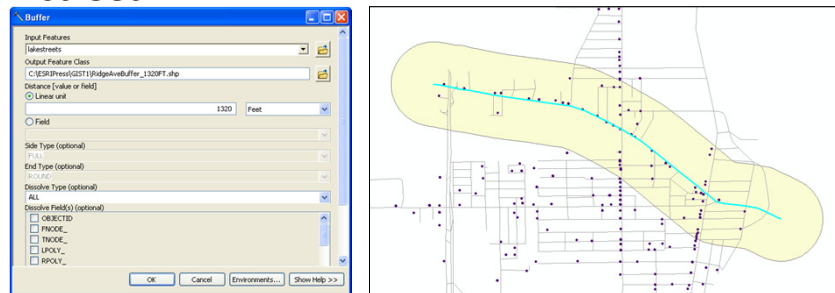 Buffer
Input Features
lakestreets
Output Feature Class
C:\ESRIPress\GIST1\RidgeAveBuffer_1320FT.shp
Distance [value or field]
Linear unit
1320 Feet
Field
Side Type (optional)
FULL
End Type (optional)
ROUND
Dissolve Type (optional)
ALL
Dissolve Field(s) (optional)
OBJECTID
FNODE_
TNODE_
LPOLY_
RPOLY_
OK Cancel Environments... Show Help >>